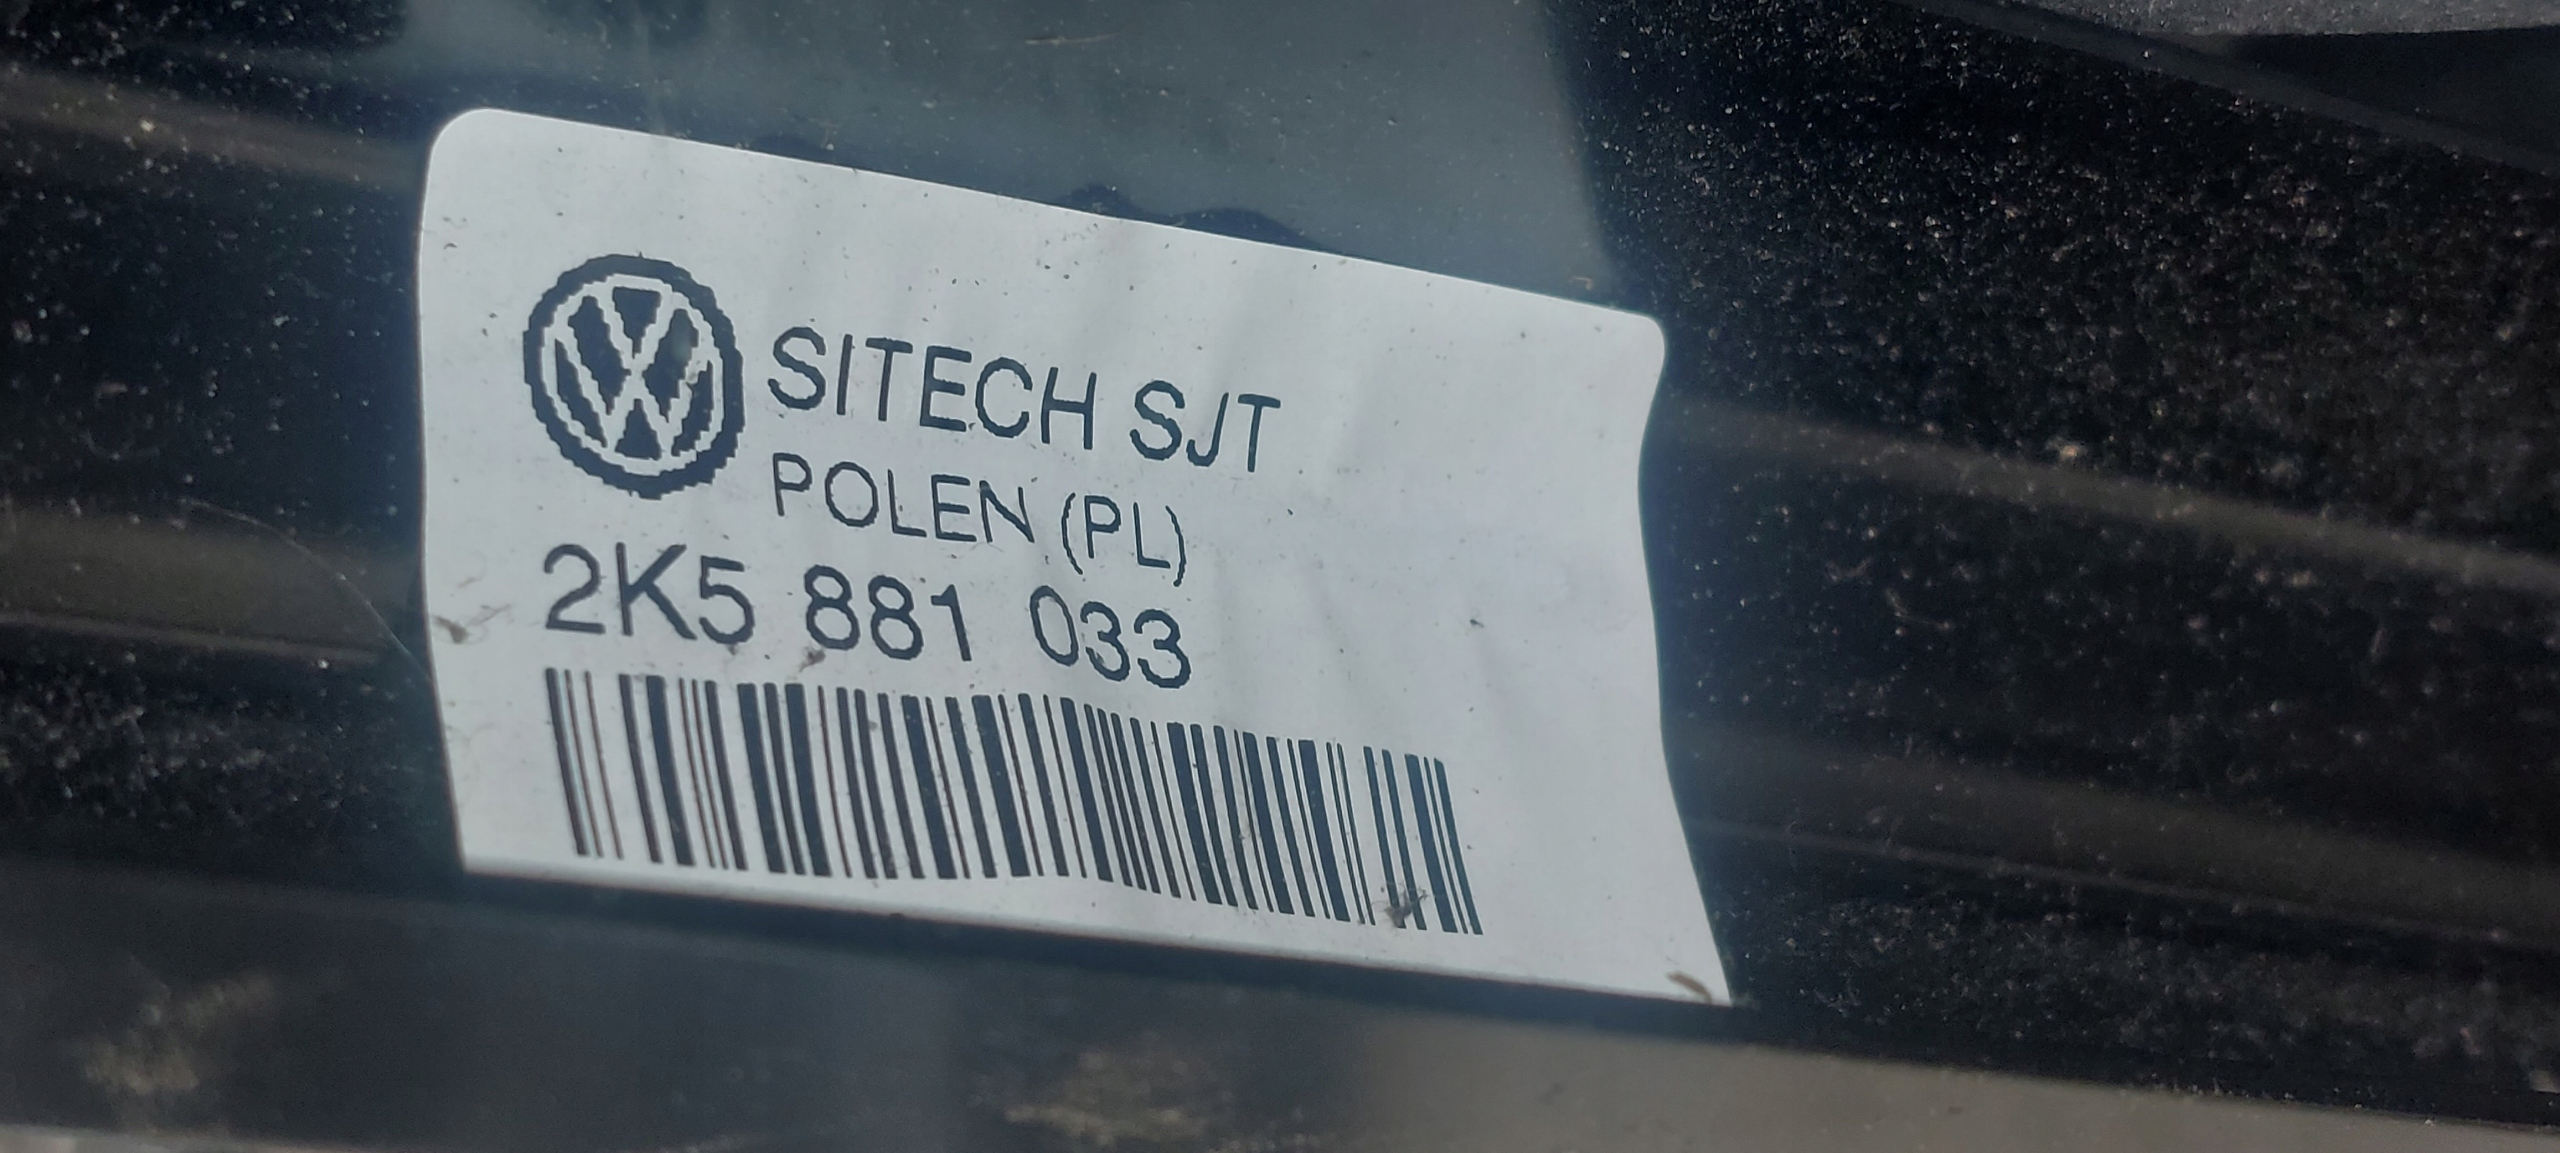 SITECH SJT
POLEN (PL)
2K5 881 033